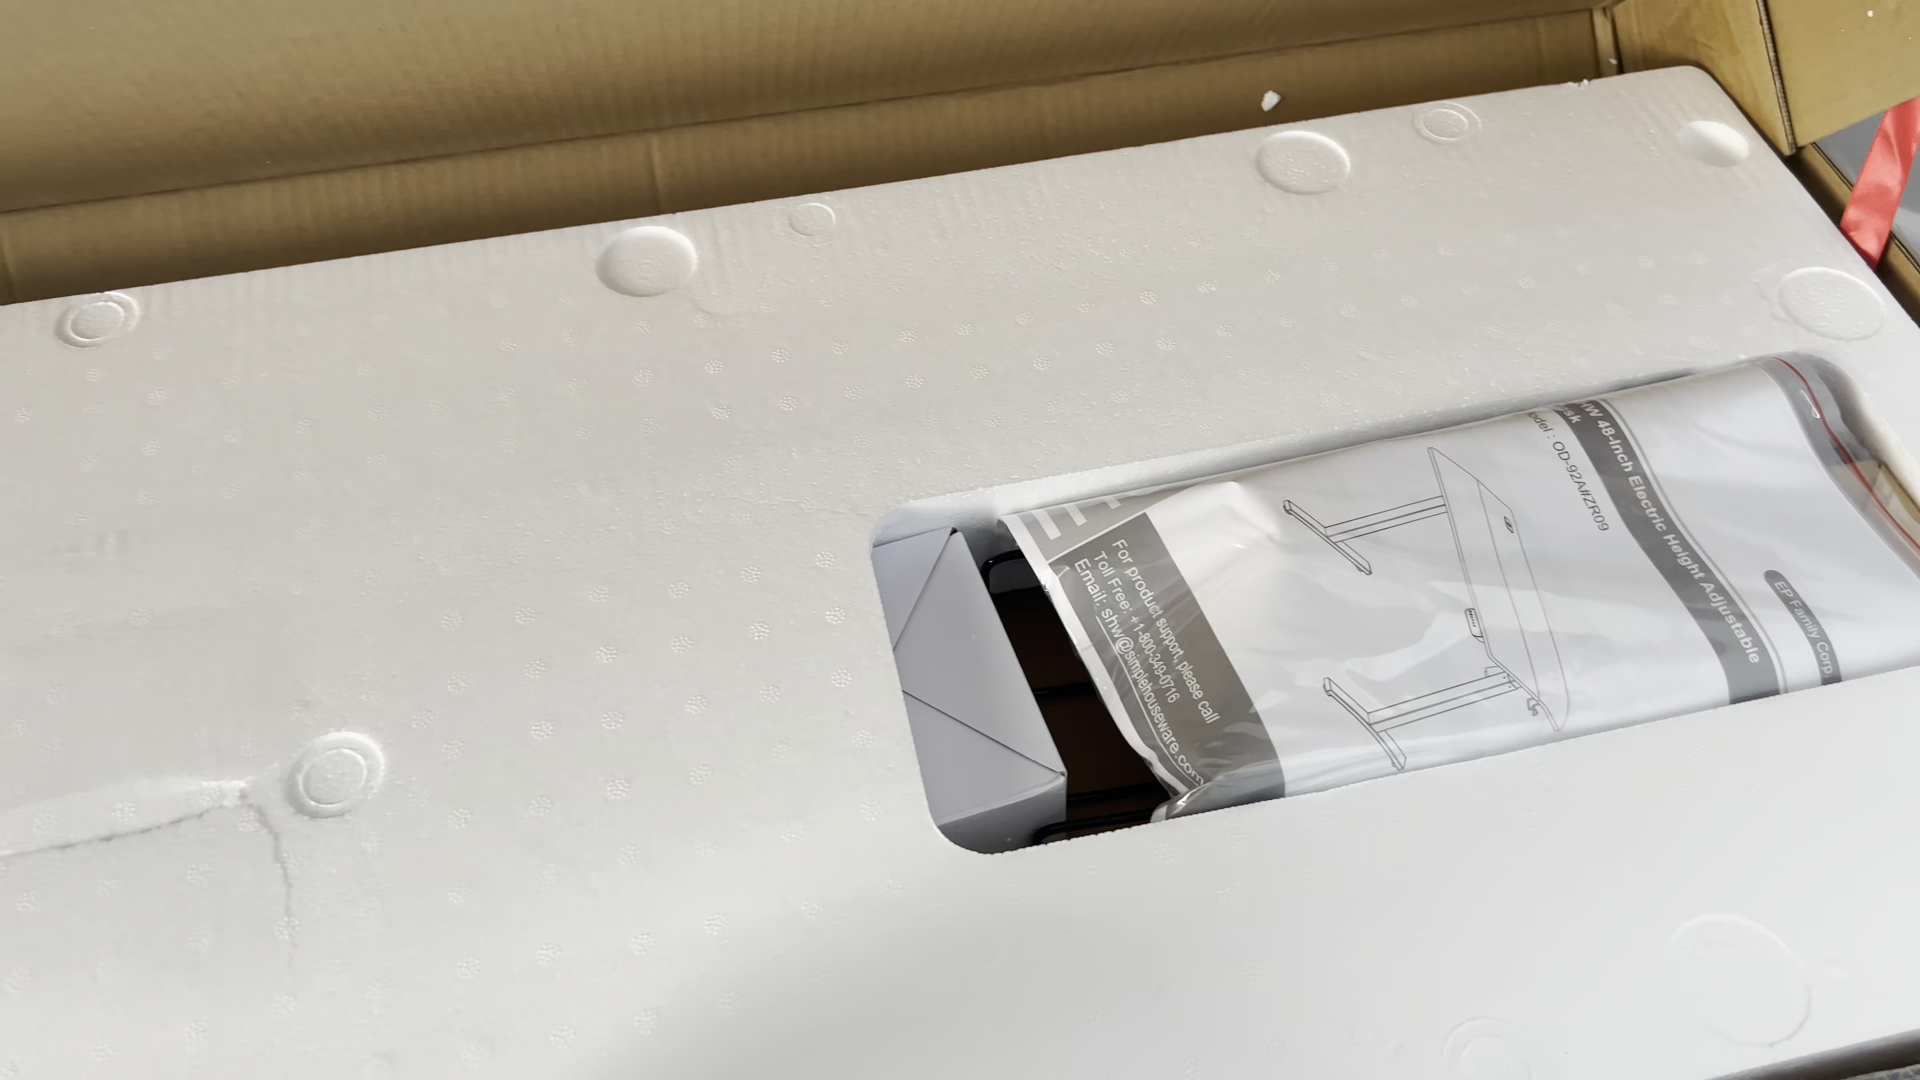 EP Family Corp
48-Inch Electric Height Adjustable
OD-92A#ZR09
For product support, please call
Toll Free: +1-800-349-0716
Email: shw@simplehouseware.com